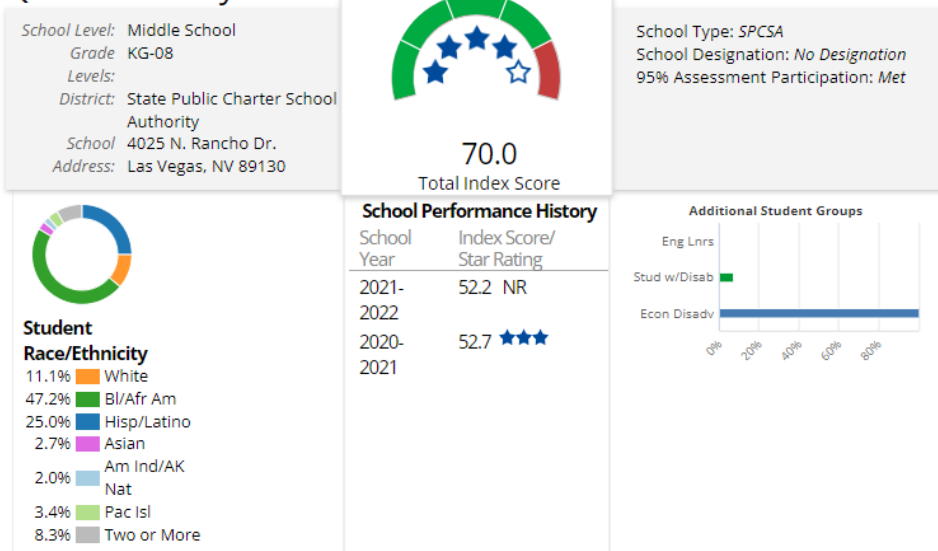 School Level: Middle School
Grade Levels: KG-08
District: State Public Charter School
Authority
School Address: 4025 N. Rancho Dr.
Las Vegas, NV 89130
70.0
Total Index Score
School Type: SPCSA
School Designation: No Designation
95% Assessment Participation: Met
Student
Race/Ethnicity
11.1% White
47.2% Bl/Afr Am
25.0% Hisp/Latino
2.7% Asian
2.0% Am Ind/AK
Nat
3.4% Pac Isl
8.3% Two or More
School Performance History
School Year
Index Score/
Star Rating
2021-
2022
52.2 NR
2020-
2021
52.7
Additional Student Groups
Eng Lnrs
Stud w/Disab
Econ Disadv
0% 20% 40% 60% 80%